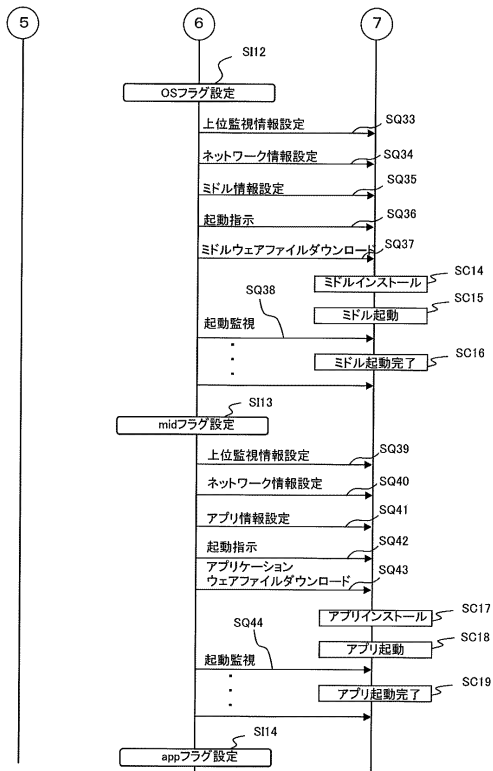 5
6
7
SI12
OSフラグ設定
上位監視情報設定
SQ33
ネットワーク情報設定
SQ34
ミドル情報設定
SQ35
起動指示
SQ36
ミドルウェアファイルダウンロード
SQ37
ミドルインストール
SC14
SQ38
ミドル起動
SC15
起動監視
ミドル起動完了
SC16
SI13
midフラグ設定
上位監視情報設定
SQ39
ネットワーク情報設定
SQ40
アプリ情報設定
SQ41
起動指示
SQ42
アプリケーション
ウェアファイルダウンロード
SQ43
アプリインストール
SC17
SQ44
アプリ起動
SC18
起動監視
アプリ起動完了
SC19
SI14
appフラグ設定